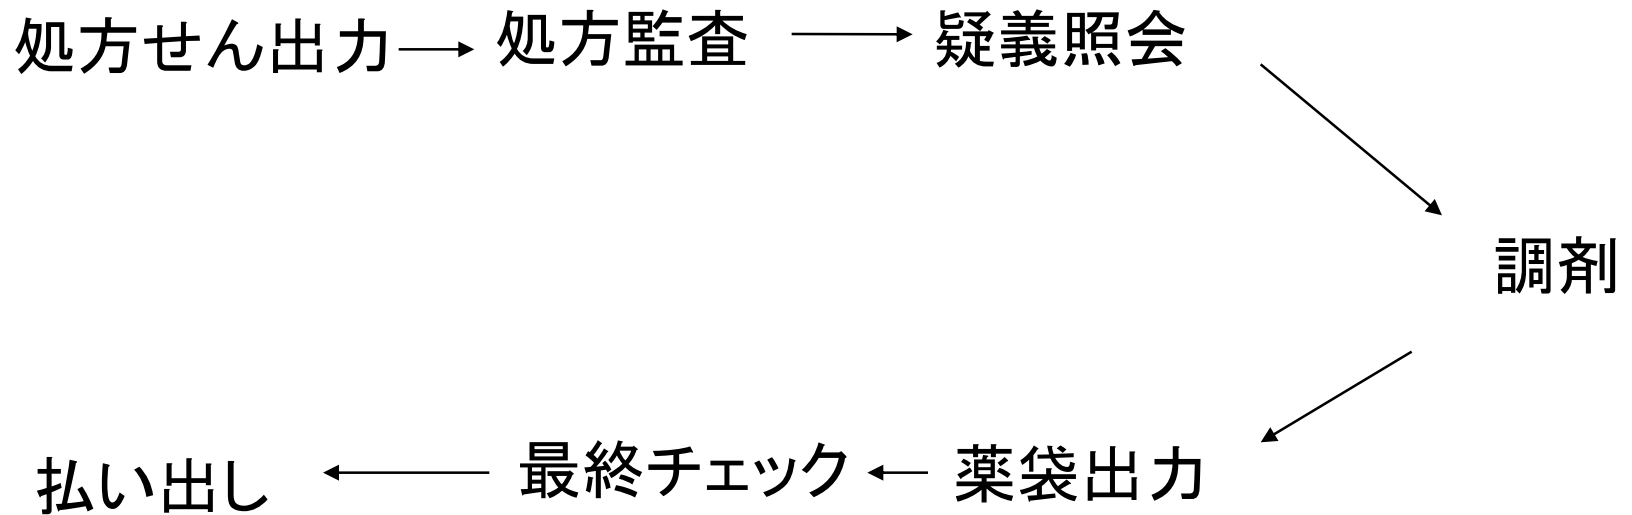 処方せん出力
処方監査
疑義照会
調剤
薬袋出力
最終チェック
払い出し